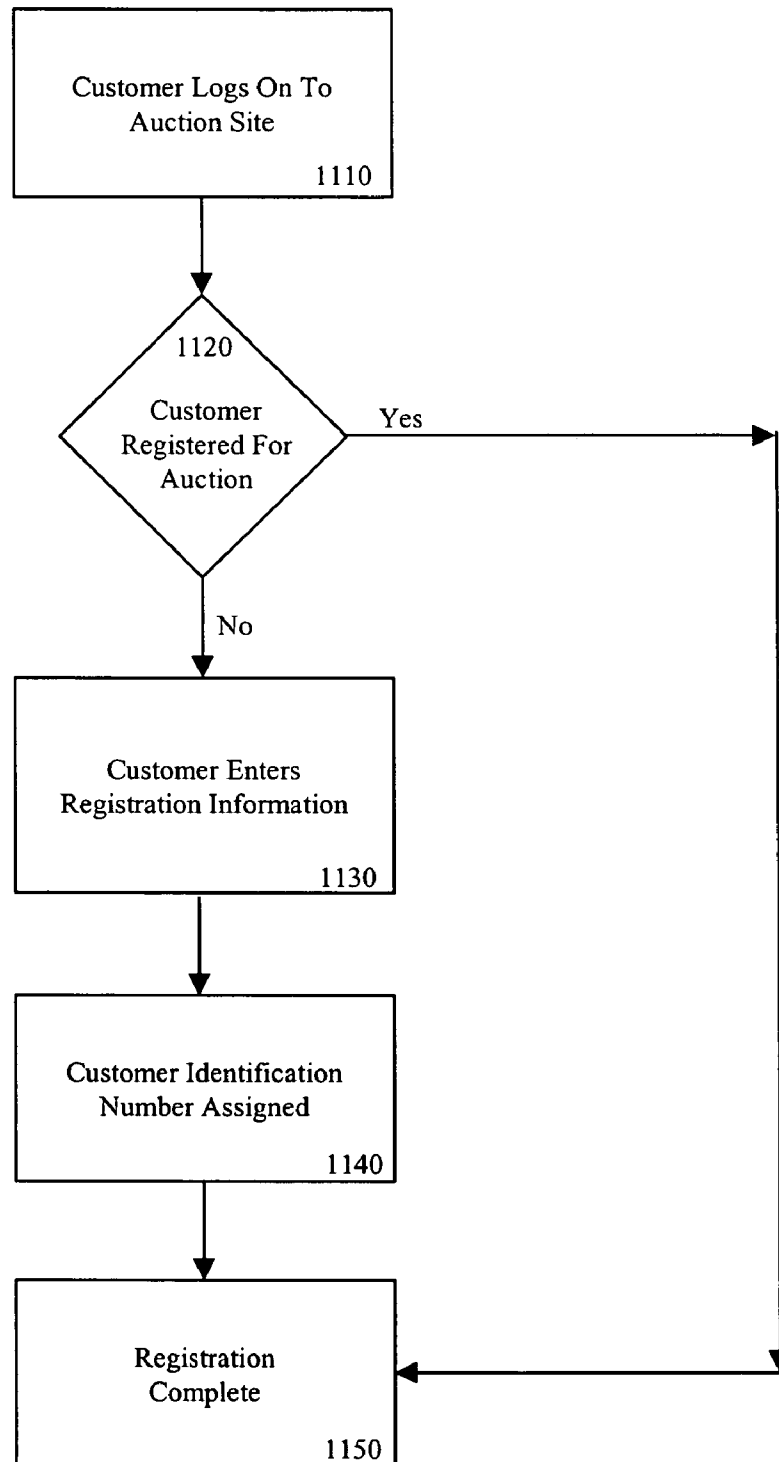 Customer Logs On To
Auction Site
1110
1120
Customer
Registered For
Auction
Yes
No
Customer Enters
Registration Information
1130
Customer Identification
Number Assigned
1140
Registration
Complete
1150